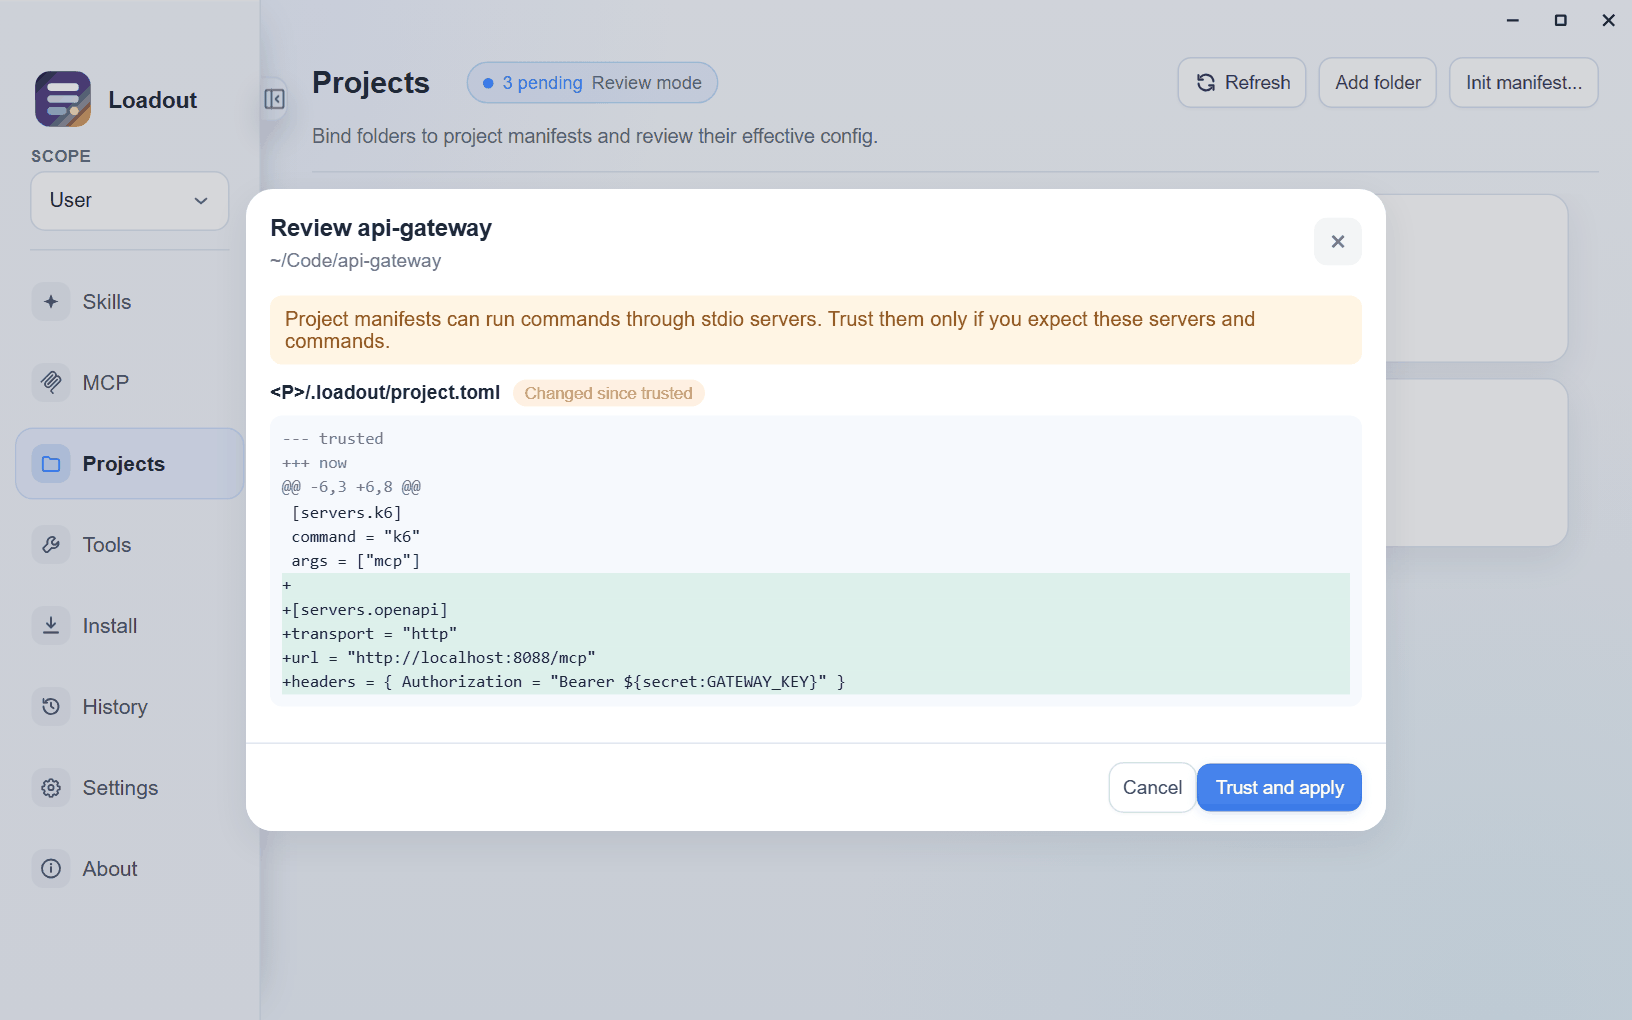 Loadout
SCOPE
User
Skills
MCP
Projects
Tools
Install
History
Settings
About
Projects
3 pending Review mode
Refresh
Add folder
Init manifest...
Bind folders to project manifests and review their effective config.
Review api-gateway
~/Code/api-gateway
Project manifests can run commands through stdio servers. Trust them only if you expect these servers and
commands.
<P>/.loadout/project.toml Changed since trusted
--- trusted
+++ now
@@ -6,3 +6,8 @@
 [servers.k6]
 command = "k6"
 args = ["mcp"]
+
+[servers.openapi]
+transport = "http"
+url = "http://localhost:8088/mcp"
+headers = { Authorization = "Bearer ${secret:GATEWAY_KEY}" }
Cancel
Trust and apply